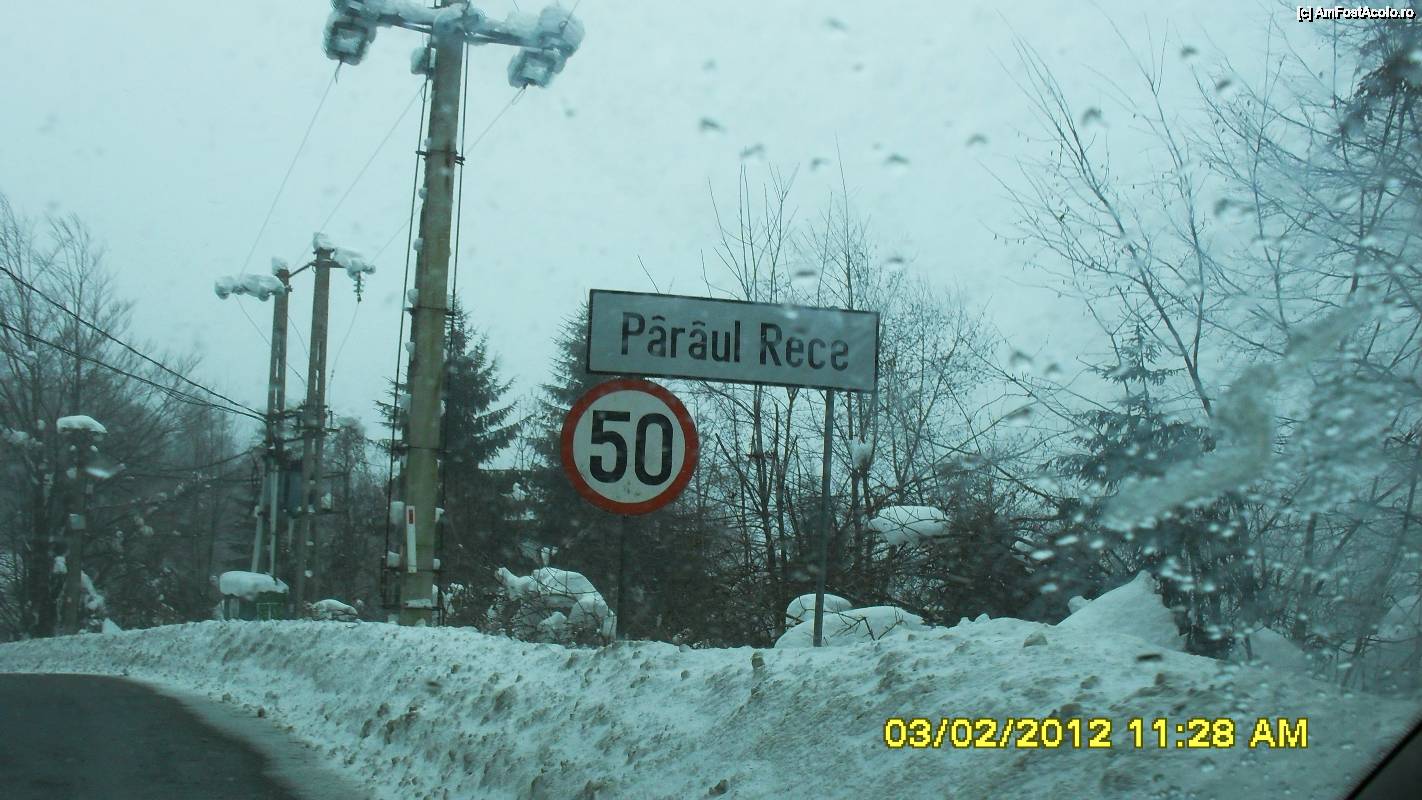 [c] AmFostAcolo.ro
Pârâul Rece
50
03/02/2012 11:28 AM